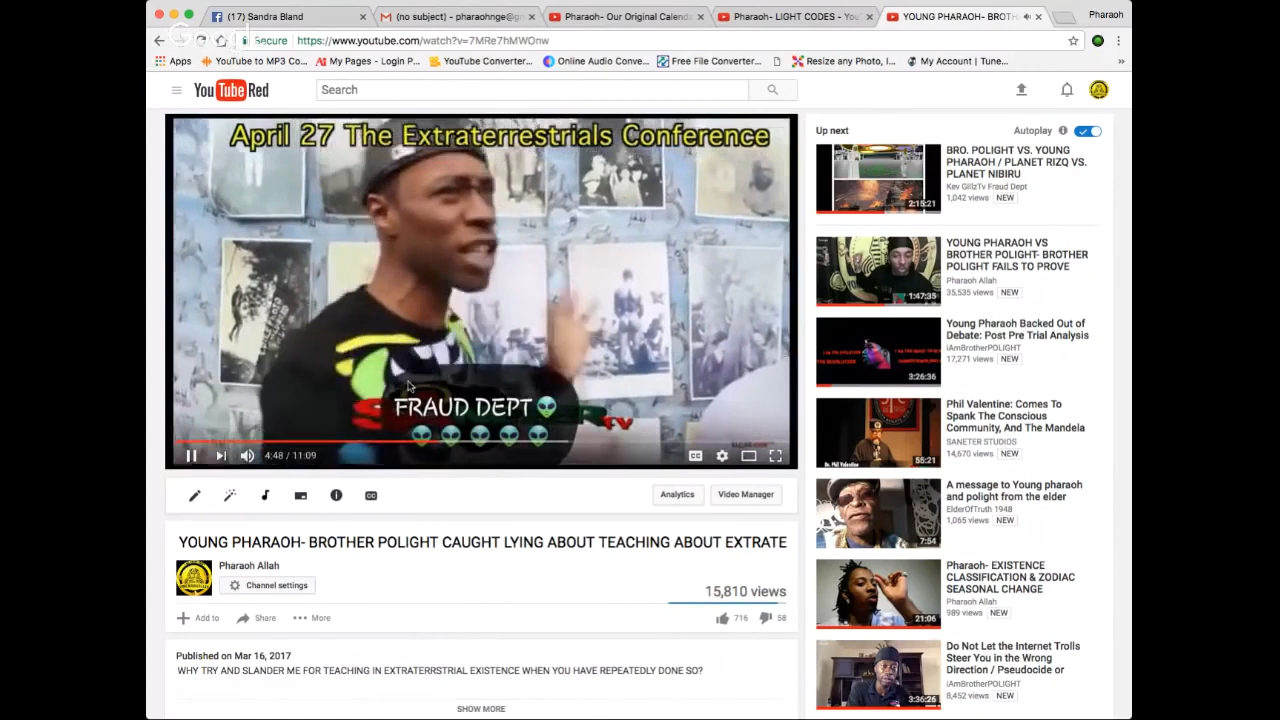 (17) Sandra Bland
(no subject) - pharaohnge@g
Pharaoh- Our Original Calenda
Pharaoh- LIGHT CODES - You
YOUNG PHARAOH- BROTH
Pharaoh
Secure
https://www.youtube.com/watch?v=7MRe7hMWOnw
Apps
YouTube to MP3 Co...
My Pages - Login P...
YouTube Converter...
Online Audio Conve...
Free File Converter...
Resize any Photo, I...
My Account | Tune...
»
YouTube Red
Search
April 27 The Extraterrestrials Conference
FRAUD DEPT👽
👽👽👽👽👽
TV
4:48 / 11:09
CC
CC
Analytics
Video Manager
YOUNG PHARAOH- BROTHER POLIGHT CAUGHT LYING ABOUT TEACHING ABOUT EXTRATE
Pharaoh Allah
Channel settings
15,810 views
Add to
Share
More
716
58
Published on Mar 16, 2017
WHY TRY AND SLANDER ME FOR TEACHING IN EXTRATERRSTRIAL EXISTENCE WHEN YOU HAVE REPEATEDLY DONE SO?
SHOW MORE
Up next
Autoplay
BRO. POLIGHT VS. YOUNG
PHARAOH / PLANET RIZQ VS.
PLANET NIBIRU
Kev GillzTv Fraud Dept
1,042 views NEW
2:15:21
YOUNG PHARAOH VS
BROTHER POLIGHT- BROTHER
POLIGHT FAILS TO PROVE
Pharaoh Allah
35,535 views NEW
1:47:35
Young Pharaoh Backed Out of
Debate: Post Pre Trial Analysis
iAmBrotherPOLIGHT
17,271 views NEW
3:26:36
Phil Valentine: Comes To
Spank The Conscious
Community, And The Mandela
SANETER STUDIOS
14,670 views NEW
Dr. Phil Valentine
55:21
A message to Young pharaoh
and polight from the elder
ElderOfTruth 1948
1,065 views NEW
7:54
Pharaoh- EXISTENCE
CLASSIFICATION & ZODIAC
SEASONAL CHANGE
Pharaoh Allah
989 views NEW
21:06
Do Not Let the Internet Trolls
Steer You in the Wrong
Direction / Pseudocide or
iAmBrotherPOLIGHT
8,452 views NEW
3:36:26